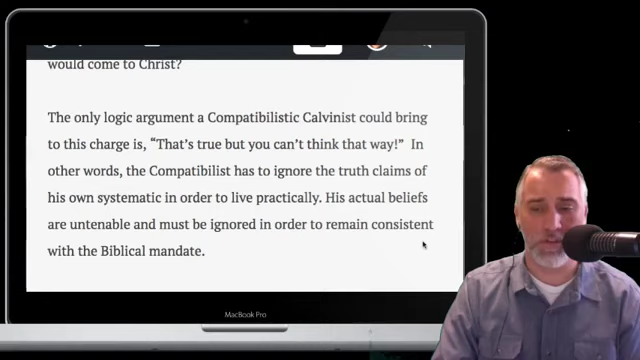 would come to Christ?
The only logic argument a Compatibilistic Calvinist could bring
to this charge is, “That’s true but you can’t think that way!” In
other words, the Compatibilist has to ignore the truth claims of
his own systematic in order to live practically. His actual beliefs
are untenable and must be ignored in order to remain consistent
with the Biblical mandate.
MacBook Pro